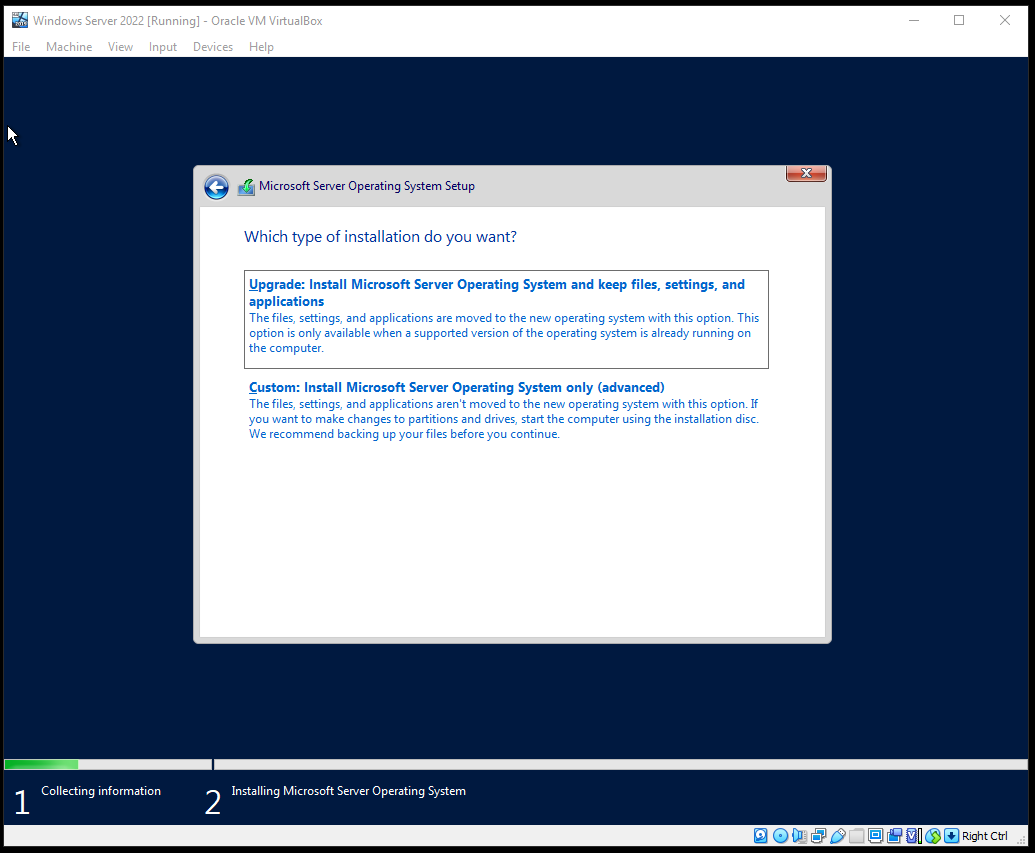 Windows Server 2022 [Running] - Oracle VM VirtualBox
File Machine View Input Devices Help
Microsoft Server Operating System Setup
Which type of installation do you want?
Upgrade: Install Microsoft Server Operating System and keep files, settings, and
applications
The files, settings, and applications are moved to the new operating system with this option. This
option is only available when a supported version of the operating system is already running on
the computer.
Custom: Install Microsoft Server Operating System only (advanced)
The files, settings, and applications aren't moved to the new operating system with this option. If
you want to make changes to partitions and drives, start the computer using the installation disc.
We recommend backing up your files before you continue.
1 Collecting information
2 Installing Microsoft Server Operating System
Right Ctrl